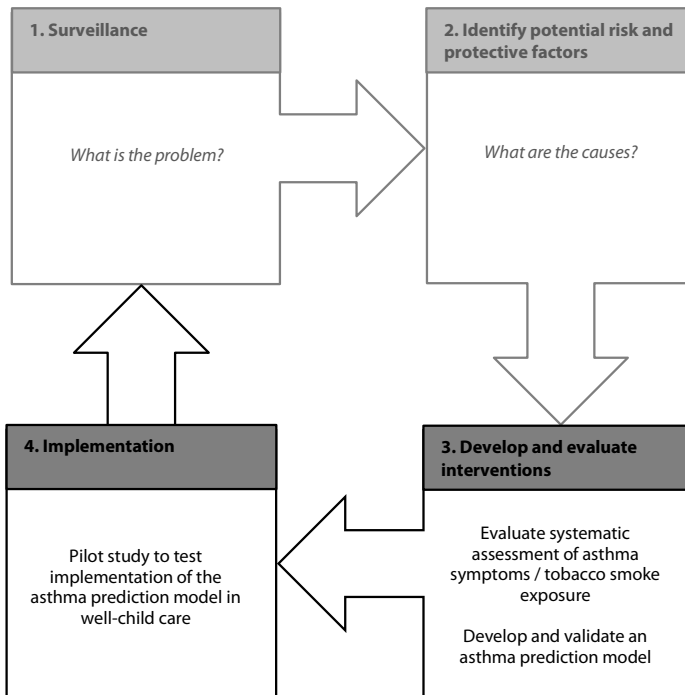 1. Surveillance
What is the problem?
2. Identify potential risk and
protective factors
What are the causes?
3. Develop and evaluate
interventions
Evaluate systematic
assessment of asthma
symptoms / tobacco smoke
exposure
Develop and validate an
asthma prediction model
4. Implementation
Pilot study to test
implementation of the
asthma prediction model in
well-child care